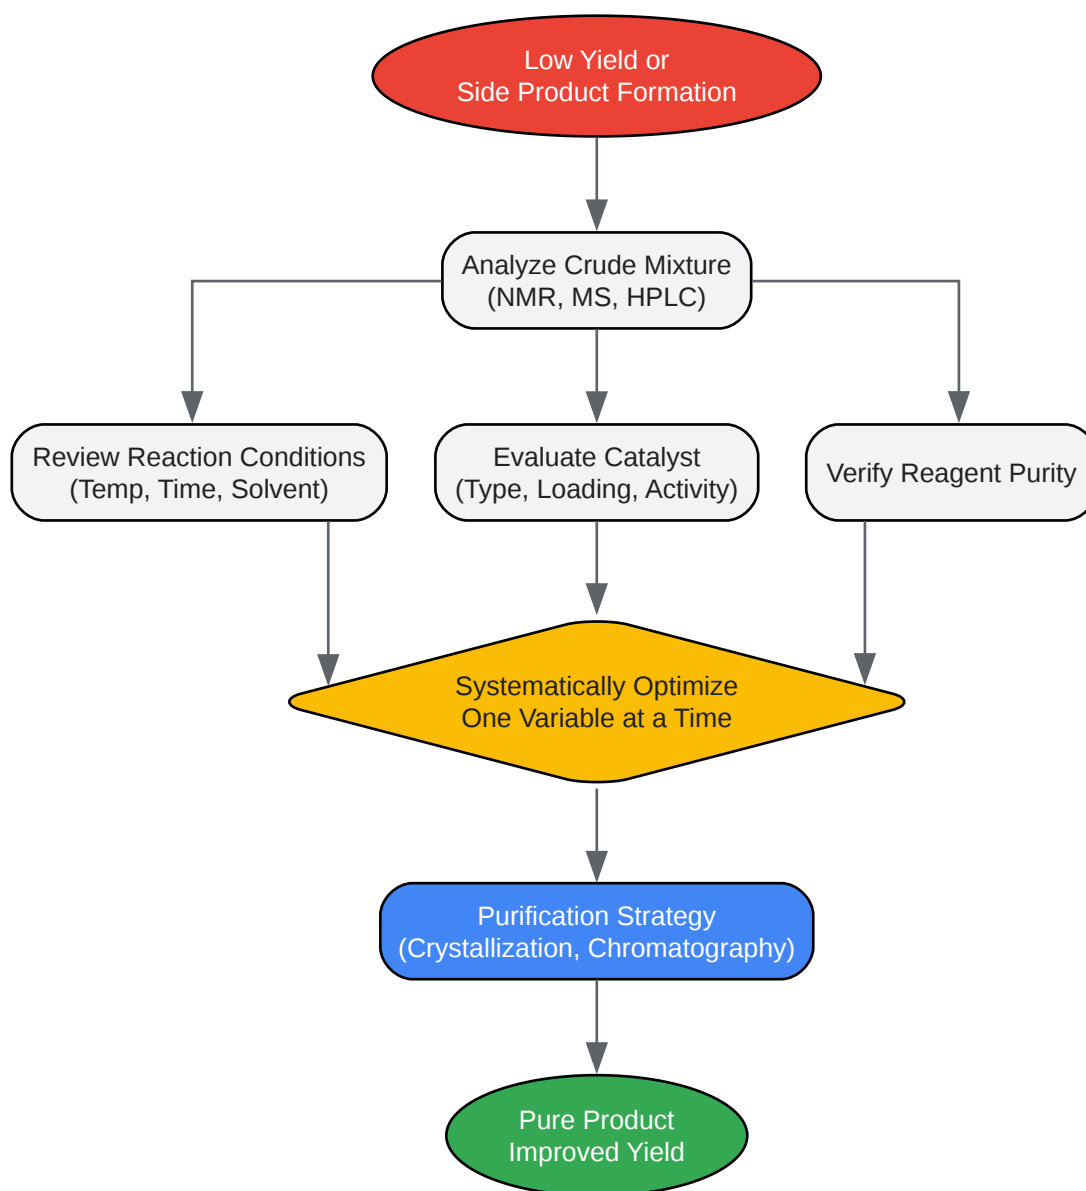 Low Yield or
Side Product Formation
Analyze Crude Mixture
(NMR, MS, HPLC)
Review Reaction Conditions
(Temp, Time, Solvent)
Evaluate Catalyst
(Type, Loading, Activity)
Verify Reagent Purity
Systematically Optimize
One Variable at a Time
Purification Strategy
(Crystallization, Chromatography)
Pure Product
Improved Yield